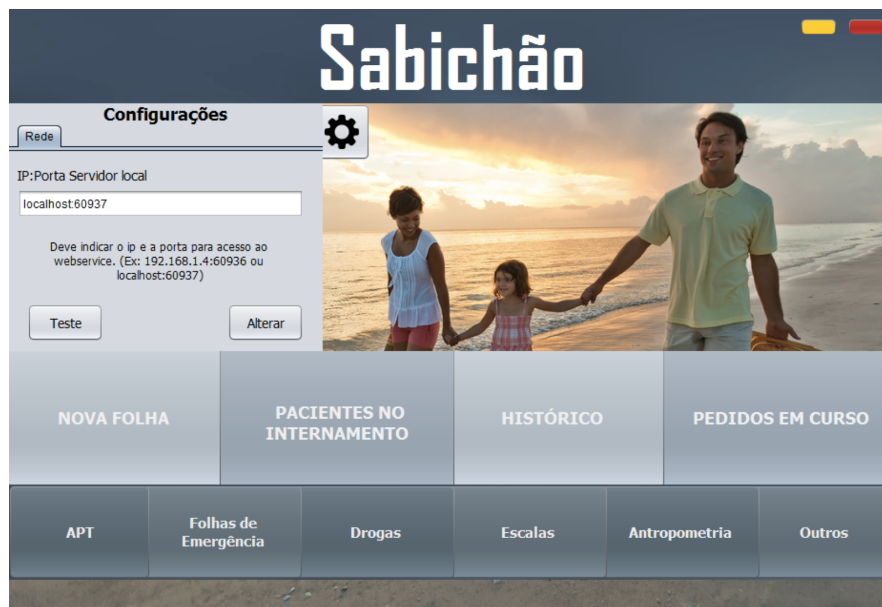 Sabichão
Configurações
Rede
IP:Porta Servidor local
localhost:60937
Deve indicar o ip e a porta para acesso ao
webservice. (Ex: 192.168.1.4:60936 ou
localhost:60937)
Teste
Alterar
NOVA FOLHA
PACIENTES NO
INTERNAMENTO
HISTÓRICO
PEDIDOS EM CURSO
APT
Folhas de
Emergência
Drogas
Escalas
Antropometria
Outros